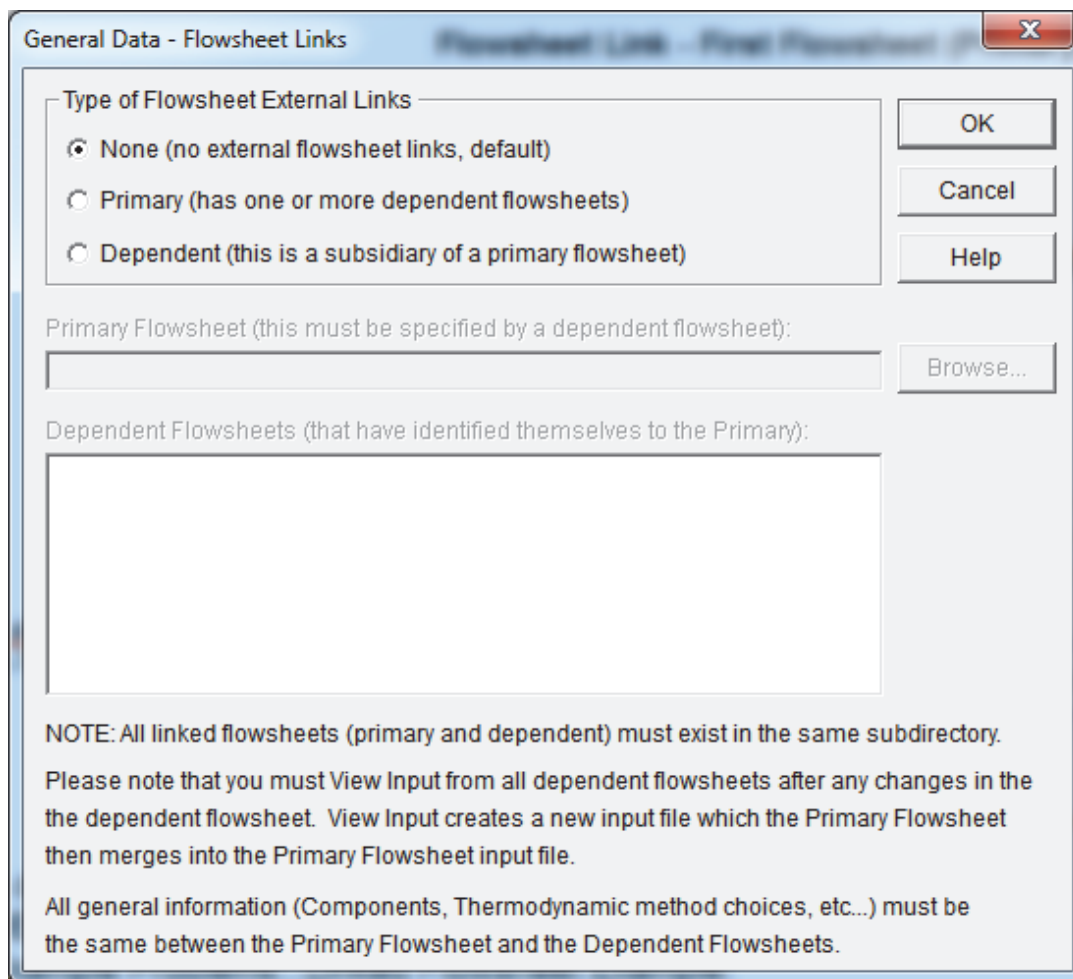 General Data - Flowsheet Links
Flowsheet Link - First Flowsheet
Type of Flowsheet External Links
None (no external flowsheet links, default)
Primary (has one or more dependent flowsheets)
Dependent (this is a subsidiary of a primary flowsheet)
OK
Cancel
Help
Primary Flowsheet (this must be specified by a dependent flowsheet):
Browse...
Dependent Flowsheets (that have identified themselves to the Primary):
NOTE: All linked flowsheets (primary and dependent) must exist in the same subdirectory.
Please note that you must View Input from all dependent flowsheets after any changes in the
the dependent flowsheet. View Input creates a new input file which the Primary Flowsheet
then merges into the Primary Flowsheet input file.
All general information (Components, Thermodynamic method choices, etc...) must be
the same between the Primary Flowsheet and the Dependent Flowsheets.